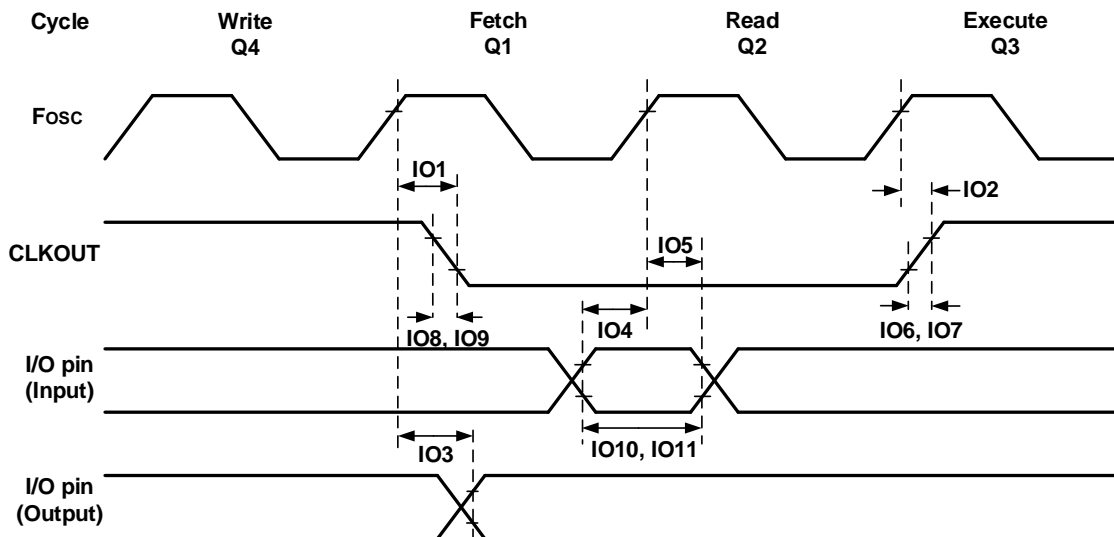 Cycle Write Fetch Read Execute
Q4 Q1 Q2 Q3
Fosc
IO1
IO2
CLKOUT
IO5
IO4
IO8, IO9
IO6, IO7
I/O pin
(Input)
IO10, IO11
IO3
I/O pin
(Output)